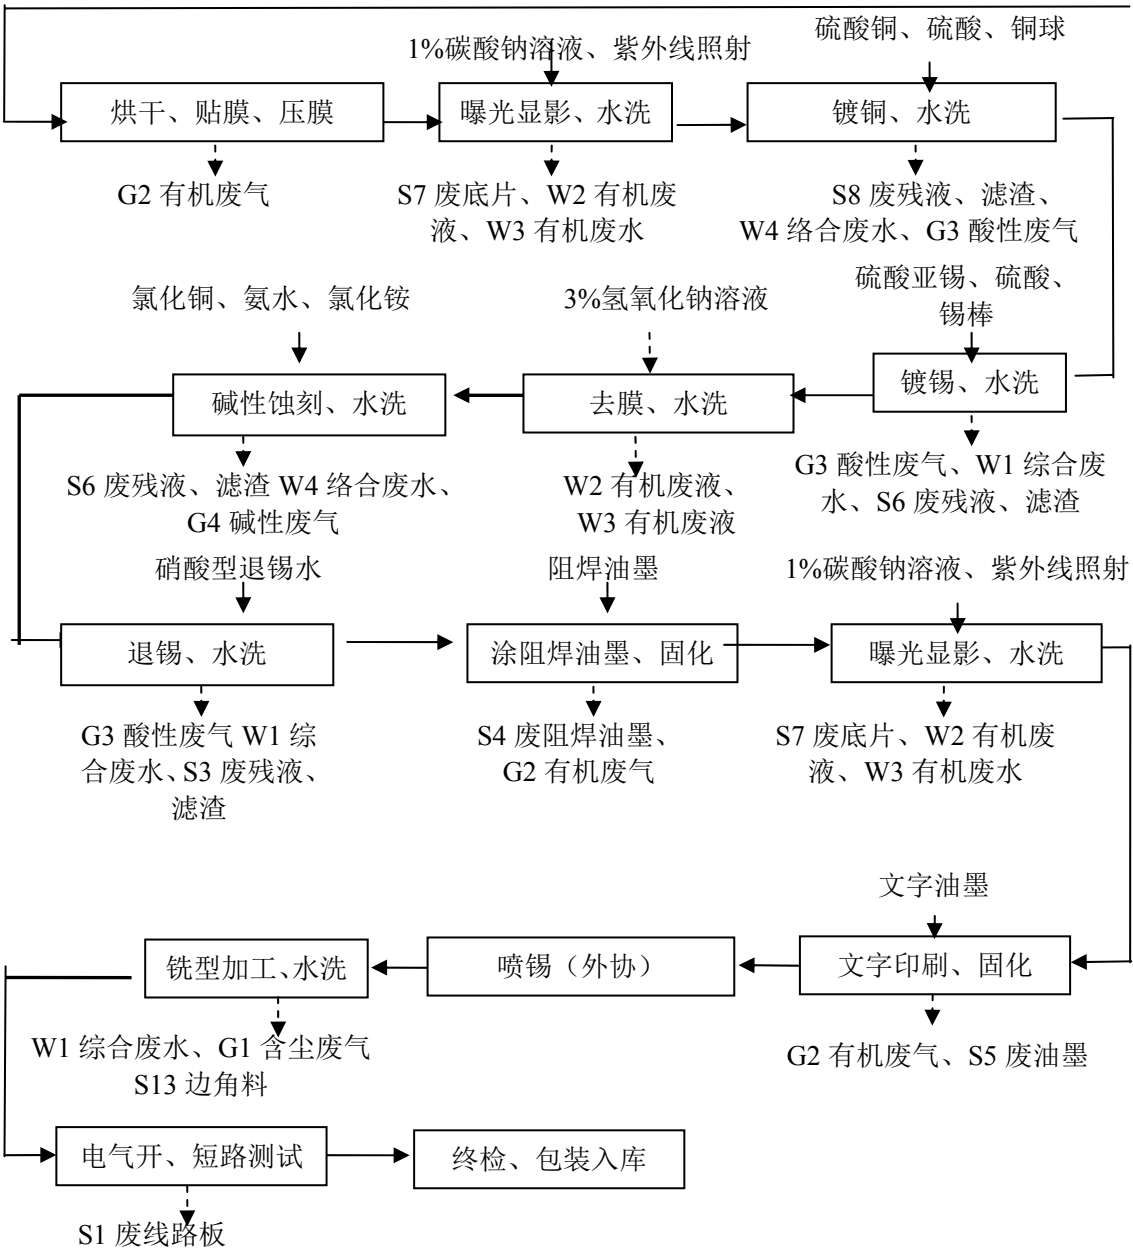 1%碳酸钠溶液、紫外线照射
硫酸铜、硫酸、铜球
烘干、贴膜、压膜
曝光显影、水洗
镀铜、水洗
G2 有机废气
S7 废底片、W2 有机废
液、W3 有机废水
S8 废残液、滤渣、
W4 络合废水、G3 酸性废气
氯化铜、氨水、氯化铵
3%氢氧化钠溶液
硫酸亚锡、硫酸、
锡棒
碱性蚀刻、水洗
去膜、水洗
镀锡、水洗
S6 废残液、滤渣 W4 络合废水、
G4 碱性废气
W2 有机废液、
W3 有机废液
G3 酸性废气、W1 综合废
水、S6 废残液、滤渣
硝酸型退锡水
阻焊油墨
1%碳酸钠溶液、紫外线照射
退锡、水洗
涂阻焊油墨、固化
曝光显影、水洗
G3 酸性废气 W1 综
合废水、S3 废残液、
滤渣
S4 废阻焊油墨、
G2 有机废气
S7 废底片、W2 有机废
液、W3 有机废水
文字油墨
铣型加工、水洗
喷锡（外协）
文字印刷、固化
W1 综合废水、G1 含尘废气
S13 边角料
G2 有机废气、S5 废油墨
电气开、短路测试
终检、包装入库
S1 废线路板